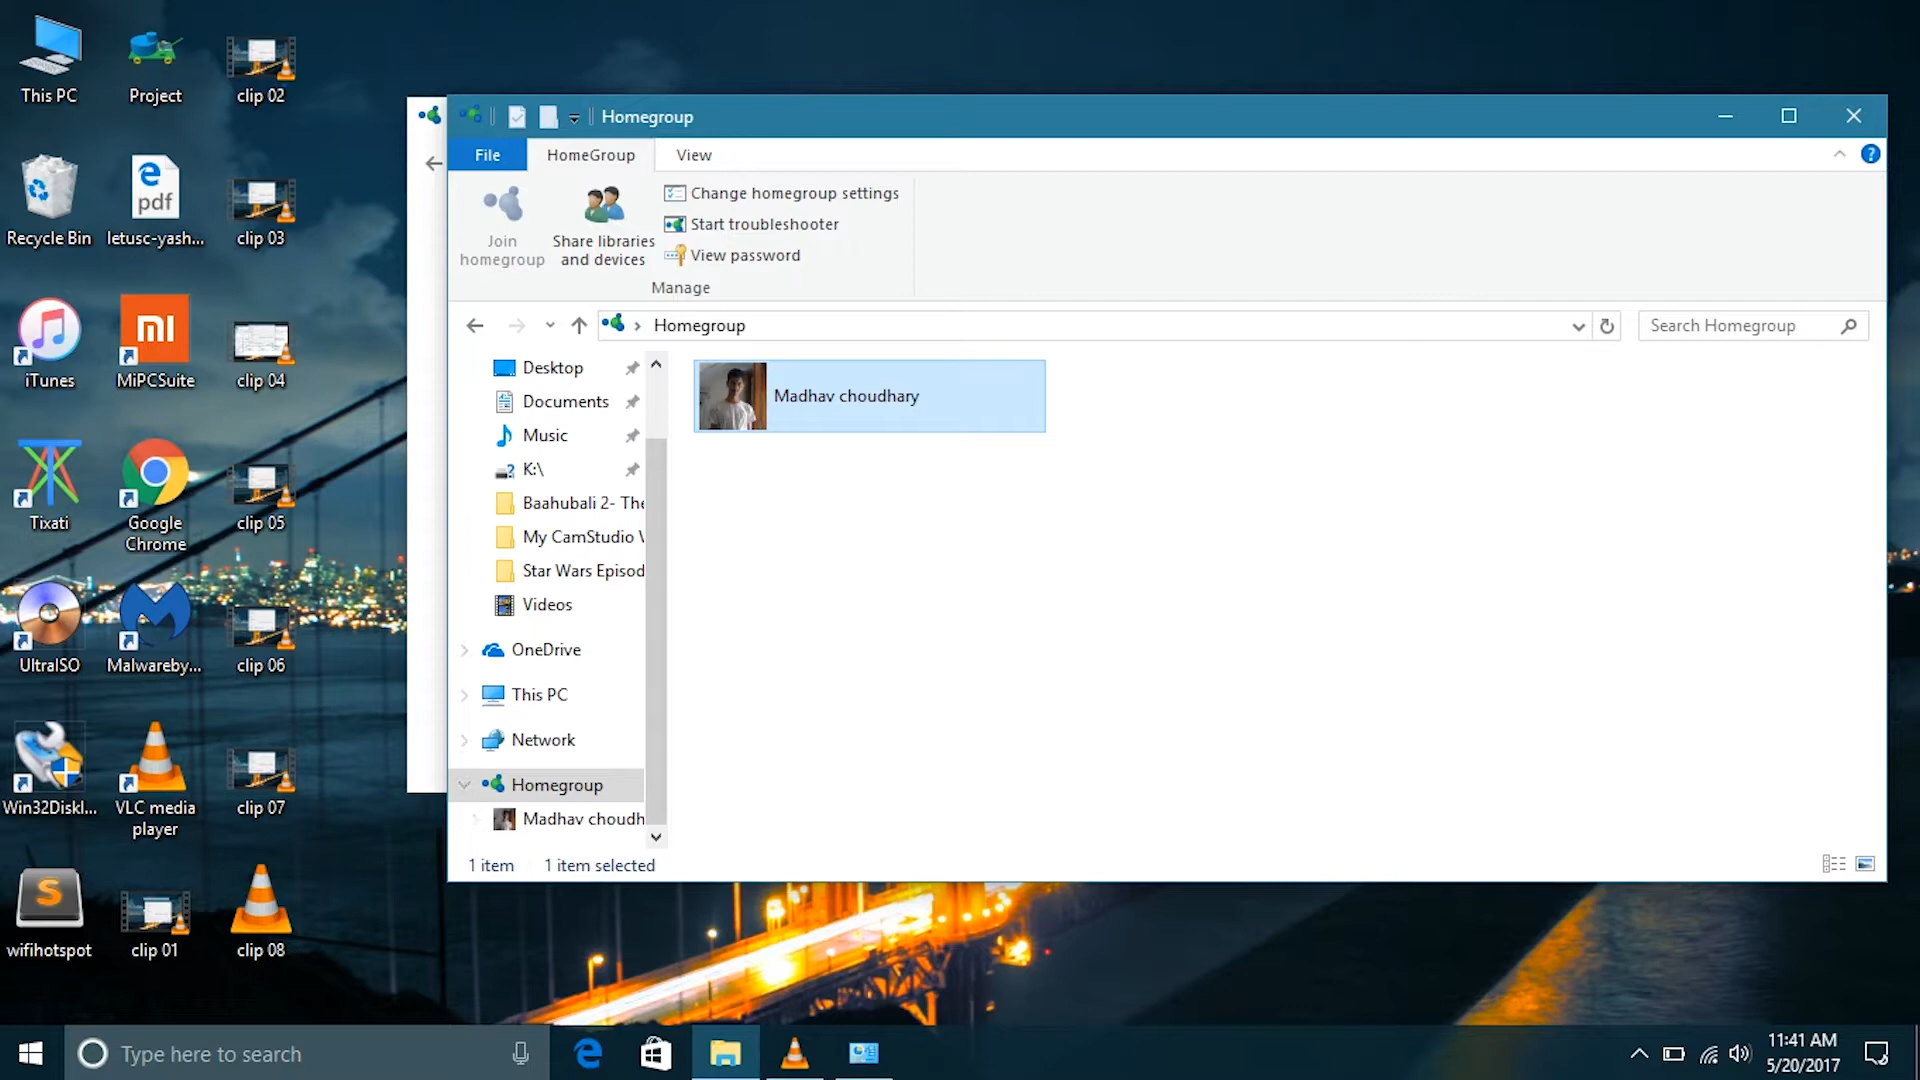 This PC
Project
clip 02
Recycle Bin
pdf
letusc-yash...
clip 03
iTunes
MI
MiPCSuite
clip 04
Tixati
Google
Chrome
clip 05
UltraISO
Malwareby...
clip 06
Win32Diskl...
VLC media
player
clip 07
S
wifihotspot
clip 01
clip 08
Homegroup
File
HomeGroup
View
Join
homegroup
Share libraries
and devices
Change homegroup settings
Start troubleshooter
View password
Manage
Homegroup
Search Homegroup
Desktop
Documents
Music
K:\
Baahubali 2- The
My CamStudio V
Star Wars Episod
Videos
OneDrive
This PC
Network
Homegroup
Madhav choudh
Madhav choudhary
1 item
1 item selected
Type here to search
11:41 AM
5/20/2017